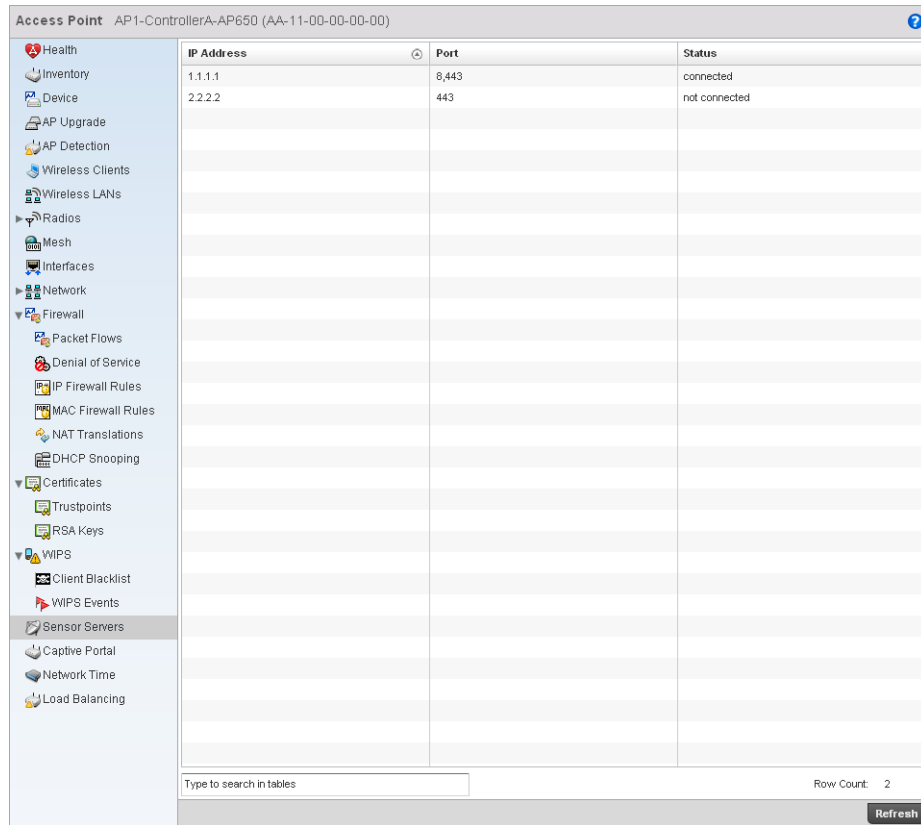 Access Point AP1-ControllerA-AP650 (AA-11-00-00-00-00)
?
Health
Inventory
Device
AP Upgrade
AP Detection
Wireless Clients
Wireless LANs
Radios
Mesh
Interfaces
Network
Firewall
Packet Flows
Denial of Service
IP Firewall Rules
MAC Firewall Rules
NAT Translations
DHCP Snooping
Certificates
Trustpoints
RSA Keys
WIPS
Client Blacklist
WIPS Events
Sensor Servers
Captive Portal
Network Time
Load Balancing
IP Address Port Status
1.1.1.1 8,443 connected
2.2.2.2 443 not connected
Type to search in tables Row Count: 2
Refresh